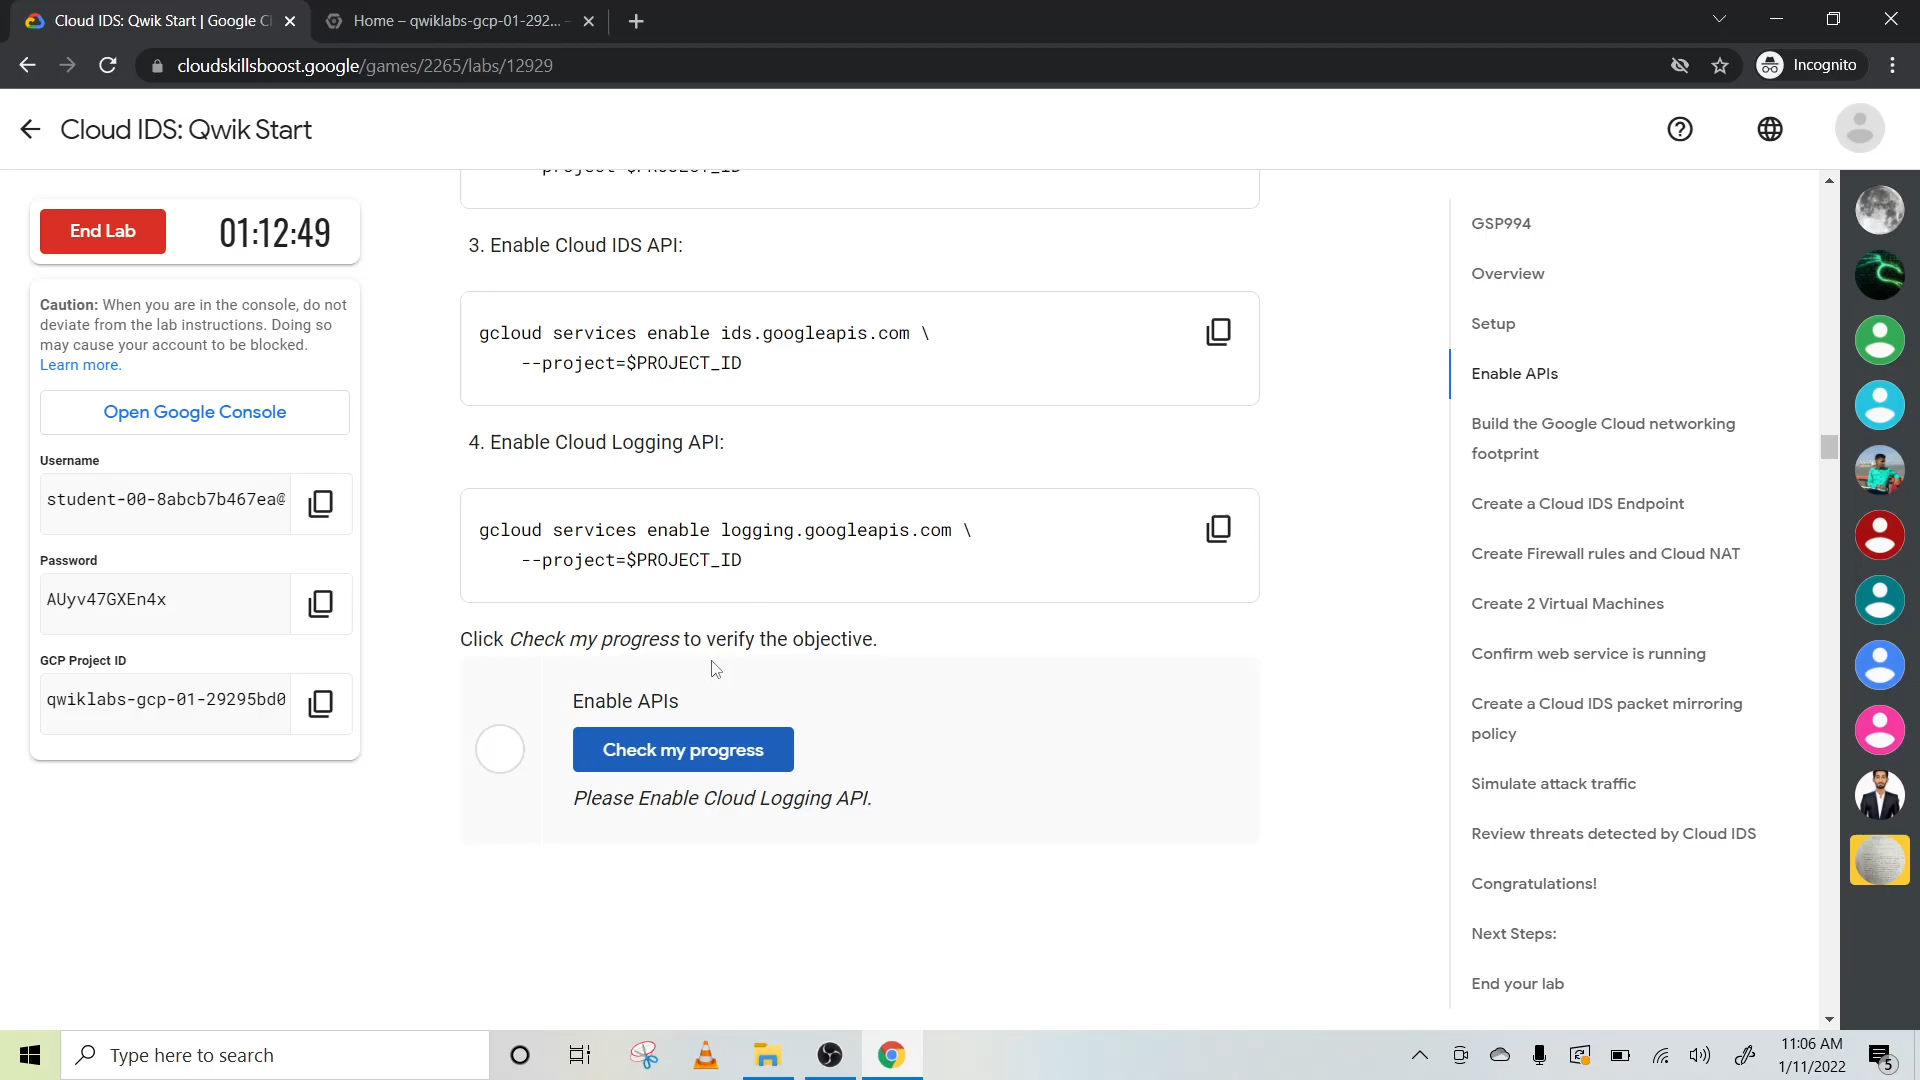 Cloud IDS: Qwik Start | Google Cl
Home – qwiklabs-gcp-01-292... –
cloudskillsboost.google/games/2265/labs/12929
Incognito
Cloud IDS: Qwik Start
End Lab
01:12:49
Caution: When you are in the console, do not
deviate from the lab instructions. Doing so
may cause your account to be blocked.
Learn more.
Open Google Console
Username
student-00-8abcb7b467ea@
Password
AUyv47GXEn4x
GCP Project ID
qwiklabs-gcp-01-29295bd0
--project=$PROJECT_ID
3. Enable Cloud IDS API:
gcloud services enable ids.googleapis.com \
--project=$PROJECT_ID
4. Enable Cloud Logging API:
gcloud services enable logging.googleapis.com \
--project=$PROJECT_ID
Click Check my progress to verify the objective.
Enable APIs
Check my progress
Please Enable Cloud Logging API.
GSP994
Overview
Setup
Enable APIs
Build the Google Cloud networking
footprint
Create a Cloud IDS Endpoint
Create Firewall rules and Cloud NAT
Create 2 Virtual Machines
Confirm web service is running
Create a Cloud IDS packet mirroring
policy
Simulate attack traffic
Review threats detected by Cloud IDS
Congratulations!
Next Steps:
End your lab
Type here to search
11:06 AM
1/11/2022
5